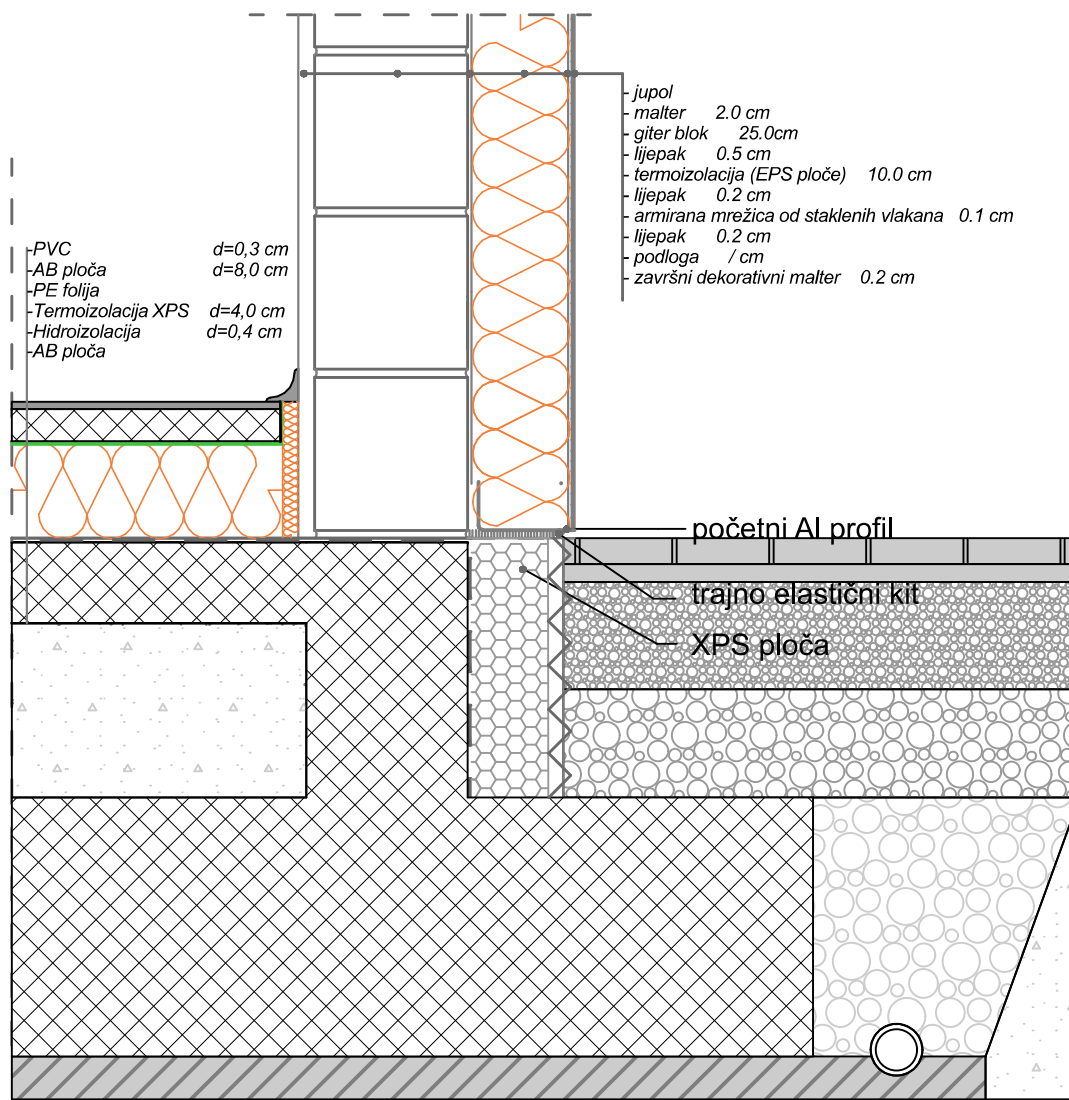 - jupol
- malter 2.0 cm
- giter blok 25.0cm
- lijepak 0.5 cm
- termoizolacija (EPS ploče) 10.0 cm
- lijepak 0.2 cm
- armirana mrežica od staklenih vlakana 0.1 cm
- lijepak 0.2 cm
- podloga / cm
- završni dekorativni malter 0.2 cm
-PVC d=0,3 cm
-AB ploča d=8,0 cm
-PE folija
-Termoizolacija XPS d=4,0 cm
-Hidroizolacija d=0,4 cm
-AB ploča
početni Al profil
trajno elastični kit
XPS ploča